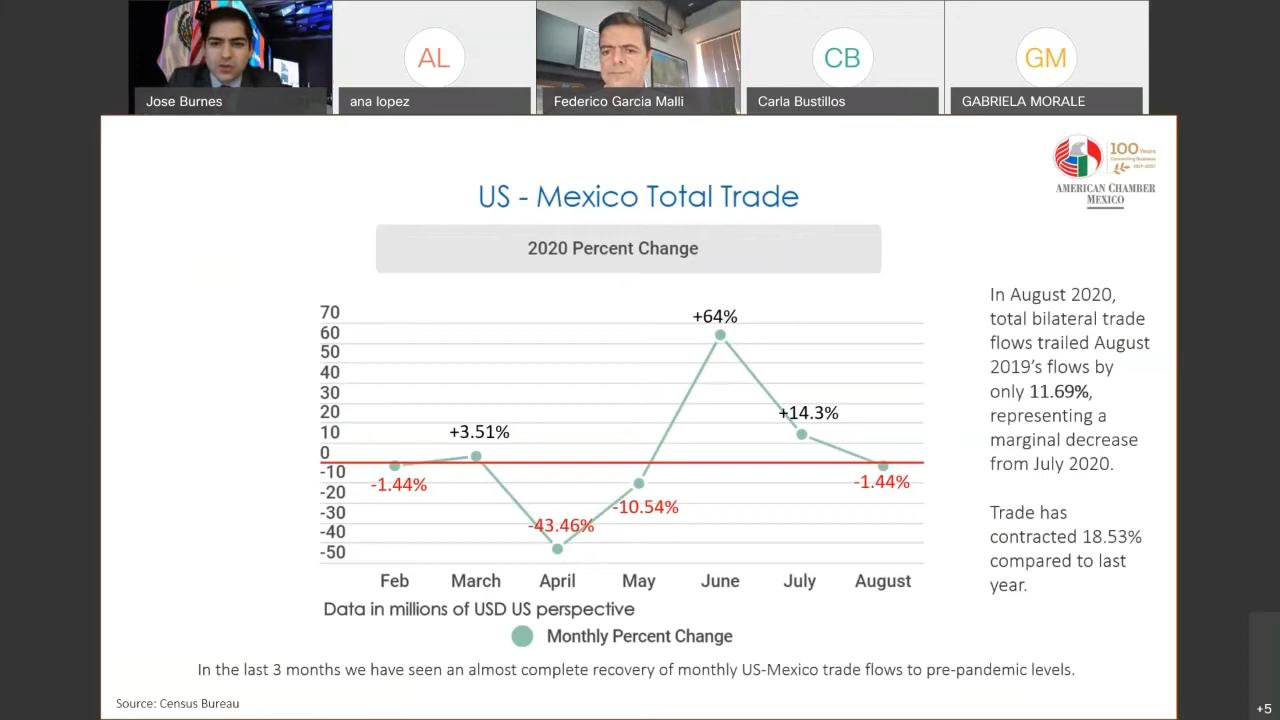 AL
CB
GM
Jose Burnes
ana lopez
Federico Garcia Malli
Carla Bustillos
GABRIELA MORALE
100 Years
AMERICAN CHAMBER
MEXICO
US - Mexico Total Trade
2020 Percent Change
70
60
50
40
30
20
10
0
-10
-20
-30
-40
-50
-1.44%
+3.51%
-43.46%
-10.54%
+64%
+14.3%
-1.44%
Feb
March
April
May
June
July
August
Data in millions of USD US perspective
Monthly Percent Change
In August 2020,
total bilateral trade
flows trailed August
2019's flows by
only 11.69%,
representing a
marginal decrease
from July 2020.
Trade has
contracted 18.53%
compared to last
year.
In the last 3 months we have seen an almost complete recovery of monthly US-Mexico trade flows to pre-pandemic levels.
Source: Census Bureau
+5